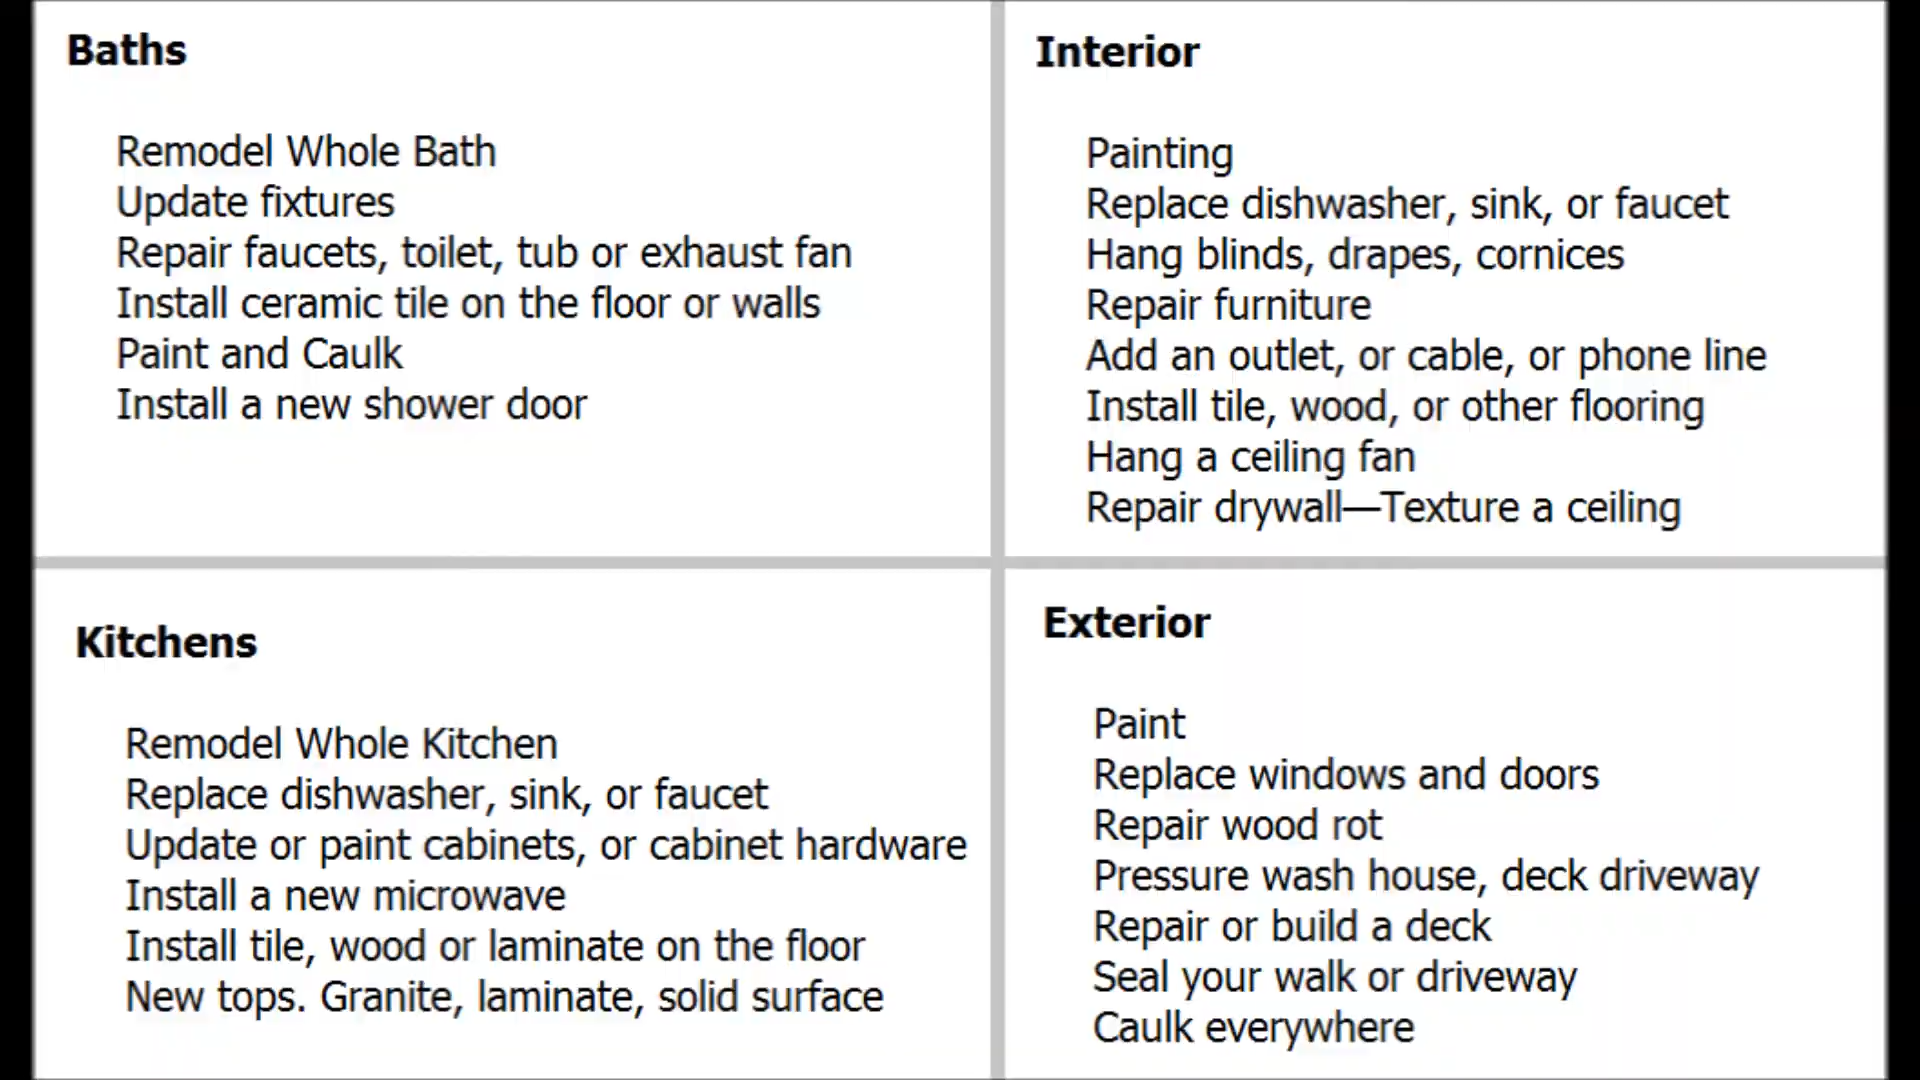 Baths
Remodel Whole Bath
Update fixtures
Repair faucets, toilet, tub or exhaust fan
Install ceramic tile on the floor or walls
Paint and Caulk
Install a new shower door
Interior
Painting
Replace dishwasher, sink, or faucet
Hang blinds, drapes, cornices
Repair furniture
Add an outlet, or cable, or phone line
Install tile, wood, or other flooring
Hang a ceiling fan
Repair drywall—Texture a ceiling
Kitchens
Remodel Whole Kitchen
Replace dishwasher, sink, or faucet
Update or paint cabinets, or cabinet hardware
Install a new microwave
Install tile, wood or laminate on the floor
New tops. Granite, laminate, solid surface
Exterior
Paint
Replace windows and doors
Repair wood rot
Pressure wash house, deck driveway
Repair or build a deck
Seal your walk or driveway
Caulk everywhere